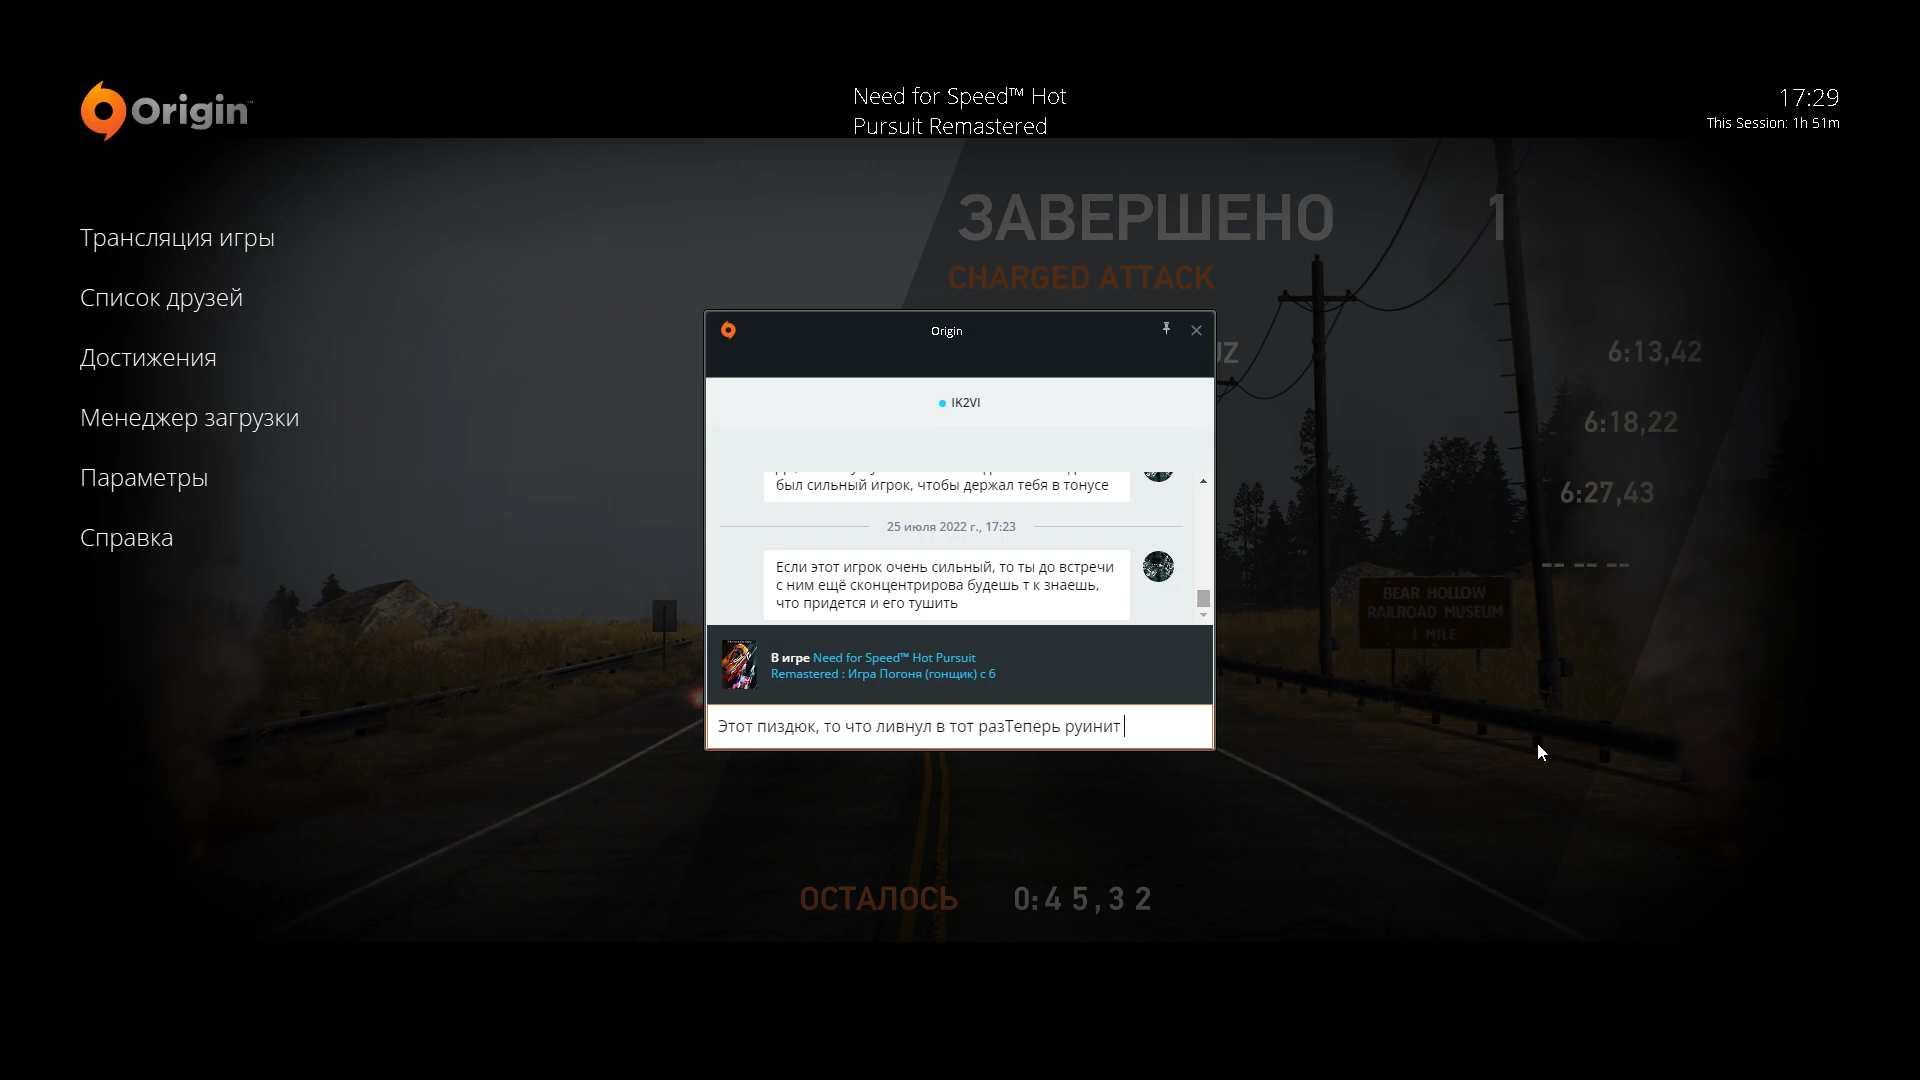 Origin
Need for Speed™ Hot
Pursuit Remastered
17:29
This Session: 1h 51m
Трансляция игры
Список друзей
Достижения
Менеджер загрузки
Параметры
Справка
ЗАВЕРШЕНО 1
CHARGED ATTACK
UZ 6:13,42
6:18,22
6:27,43
-- -- --
BEAR HOLLOW
RAILROAD MUSEUM
1 MILE
Origin
IK2VI
был сильный игрок, чтобы держал тебя в тонусе
25 июля 2022 г., 17:23
Если этот игрок очень сильный, то ты до встречи
с ним ещё сконцентрирова будешь т к знаешь,
что придется и его тушить
В игре Need for Speed™ Hot Pursuit
Remastered : Игра Погоня (гонщик) с 6
Этот пиздюк, то что ливнул в тот разТеперь руинит
ОСТАЛОСЬ 0:45,32